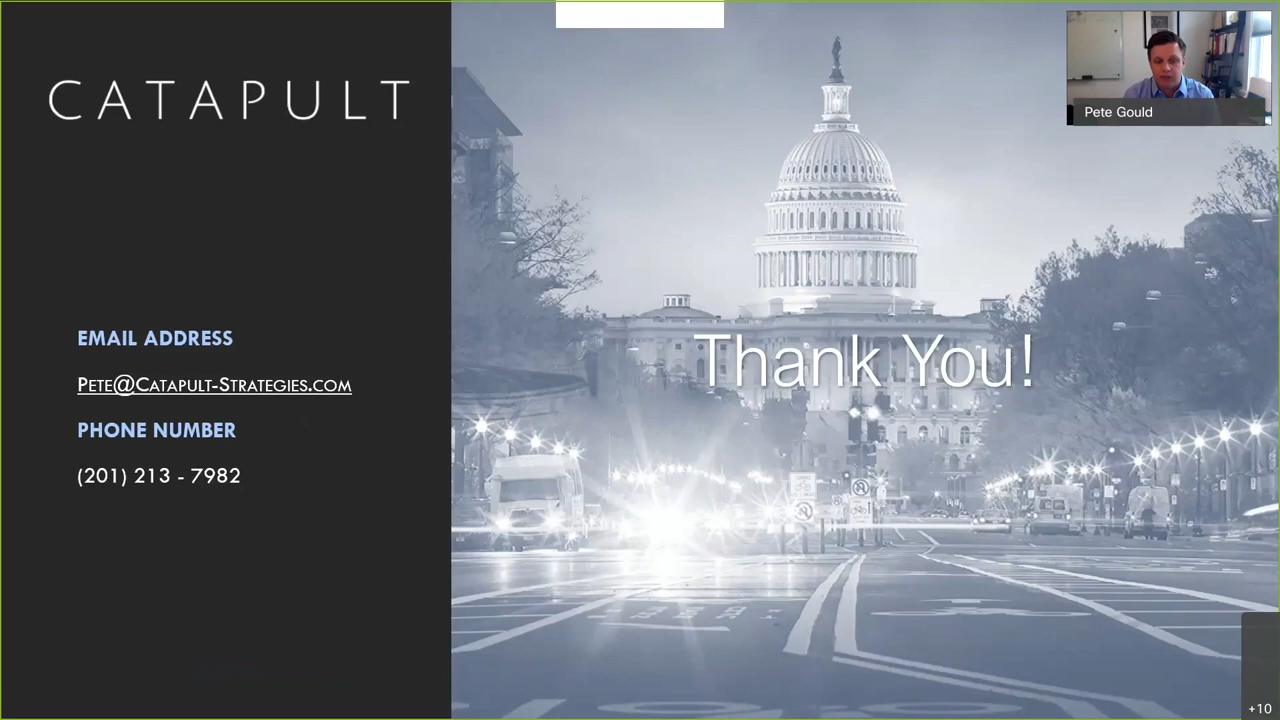 CATAPULT
Pete Gould
EMAIL ADDRESS
Pete@Catapult-Strategies.com
PHONE NUMBER
(201) 213 - 7982
Thank You!
+10